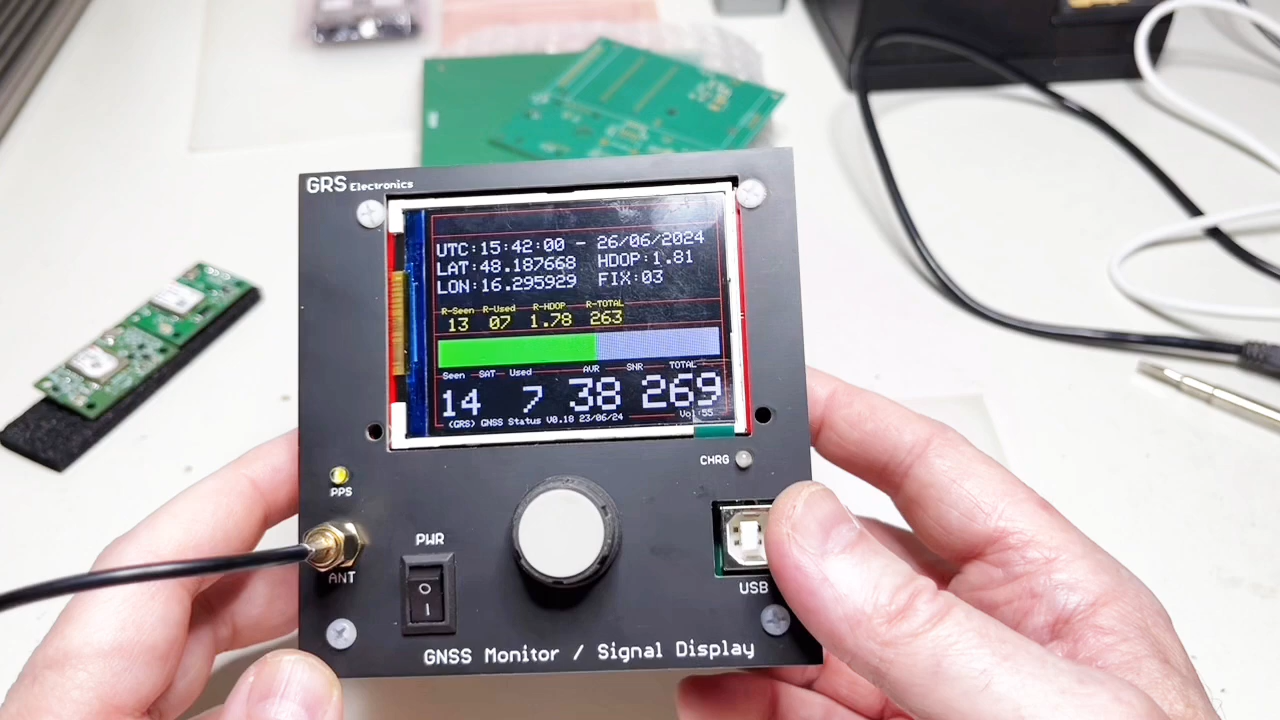 GRS Electronics
UTC:15:42:00 - 26/06/2024
LAT:48.187668 HDOP:1.81
LON:16.295929 FIX:03
R-Seen R-Used R-HDOP R-TOTAL
13 07 1.78 263
Seen SAT Used AVR SNR TOTAL
14 7 38 269
(GRS) GNSS Status V0.18 23/06/24 Vol:55
CHRG
PPS
PWR
ANT
USB
O
I
GNSS Monitor / Signal Display